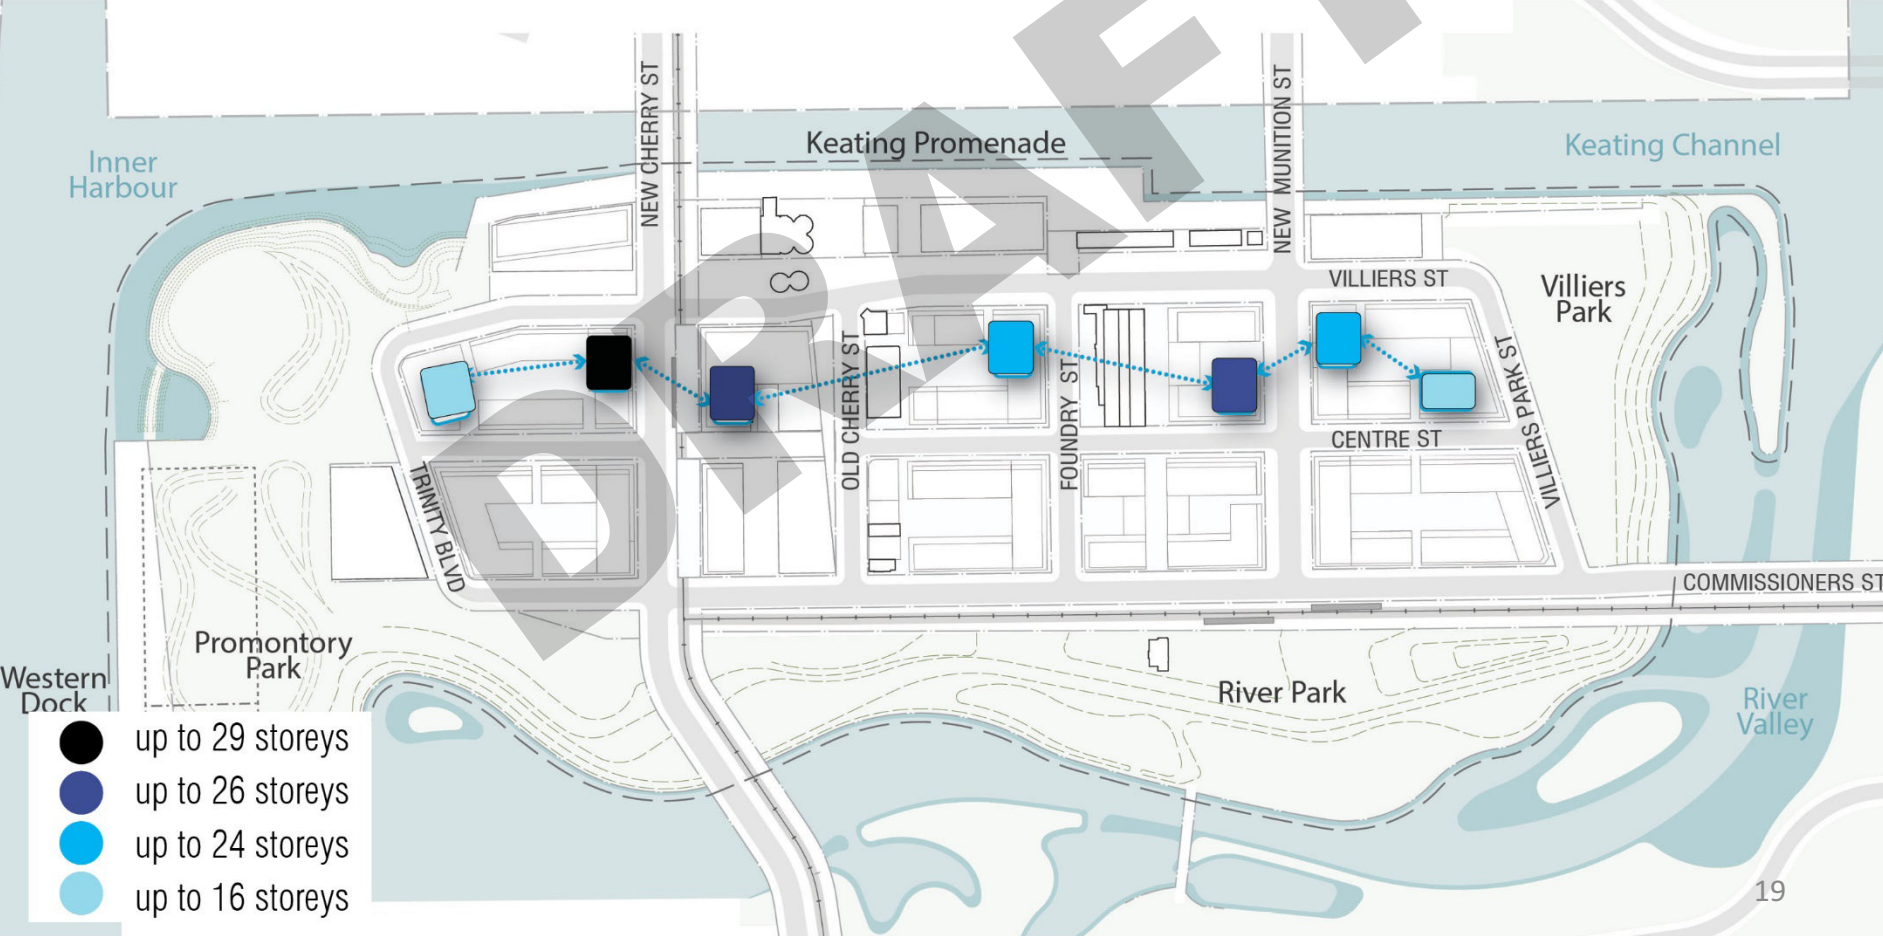 DRAFT
NEW CHERRY ST
NEW MUNITION ST
Keating Promenade
Keating Channel
Inner
Harbour
VILLIERS ST
Villiers
Park
OLD CHERRY ST
FOUNDRY ST
VILLIERS PARK ST
CENTRE ST
TRINITY BLVD
COMMISSIONERS ST
Promontory
Park
Western
Dock
River Park
River
Valley
up to 29 storeys
up to 26 storeys
up to 24 storeys
up to 16 storeys
19